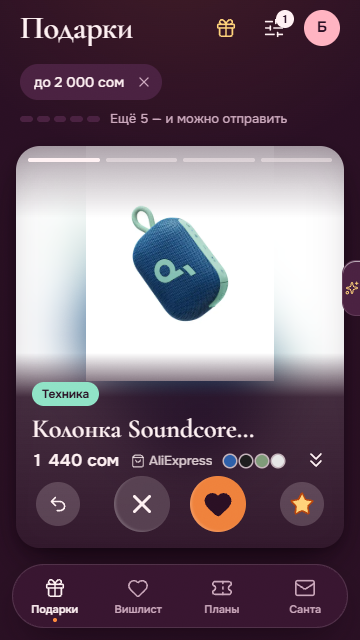 Подарки
1
Б
до 2 000 сом
Ещё 5 — и можно отправить
Техника
Колонка Soundcore...
1 440 сом
AliExpress
Подарки
Вишлист
Планы
Санта